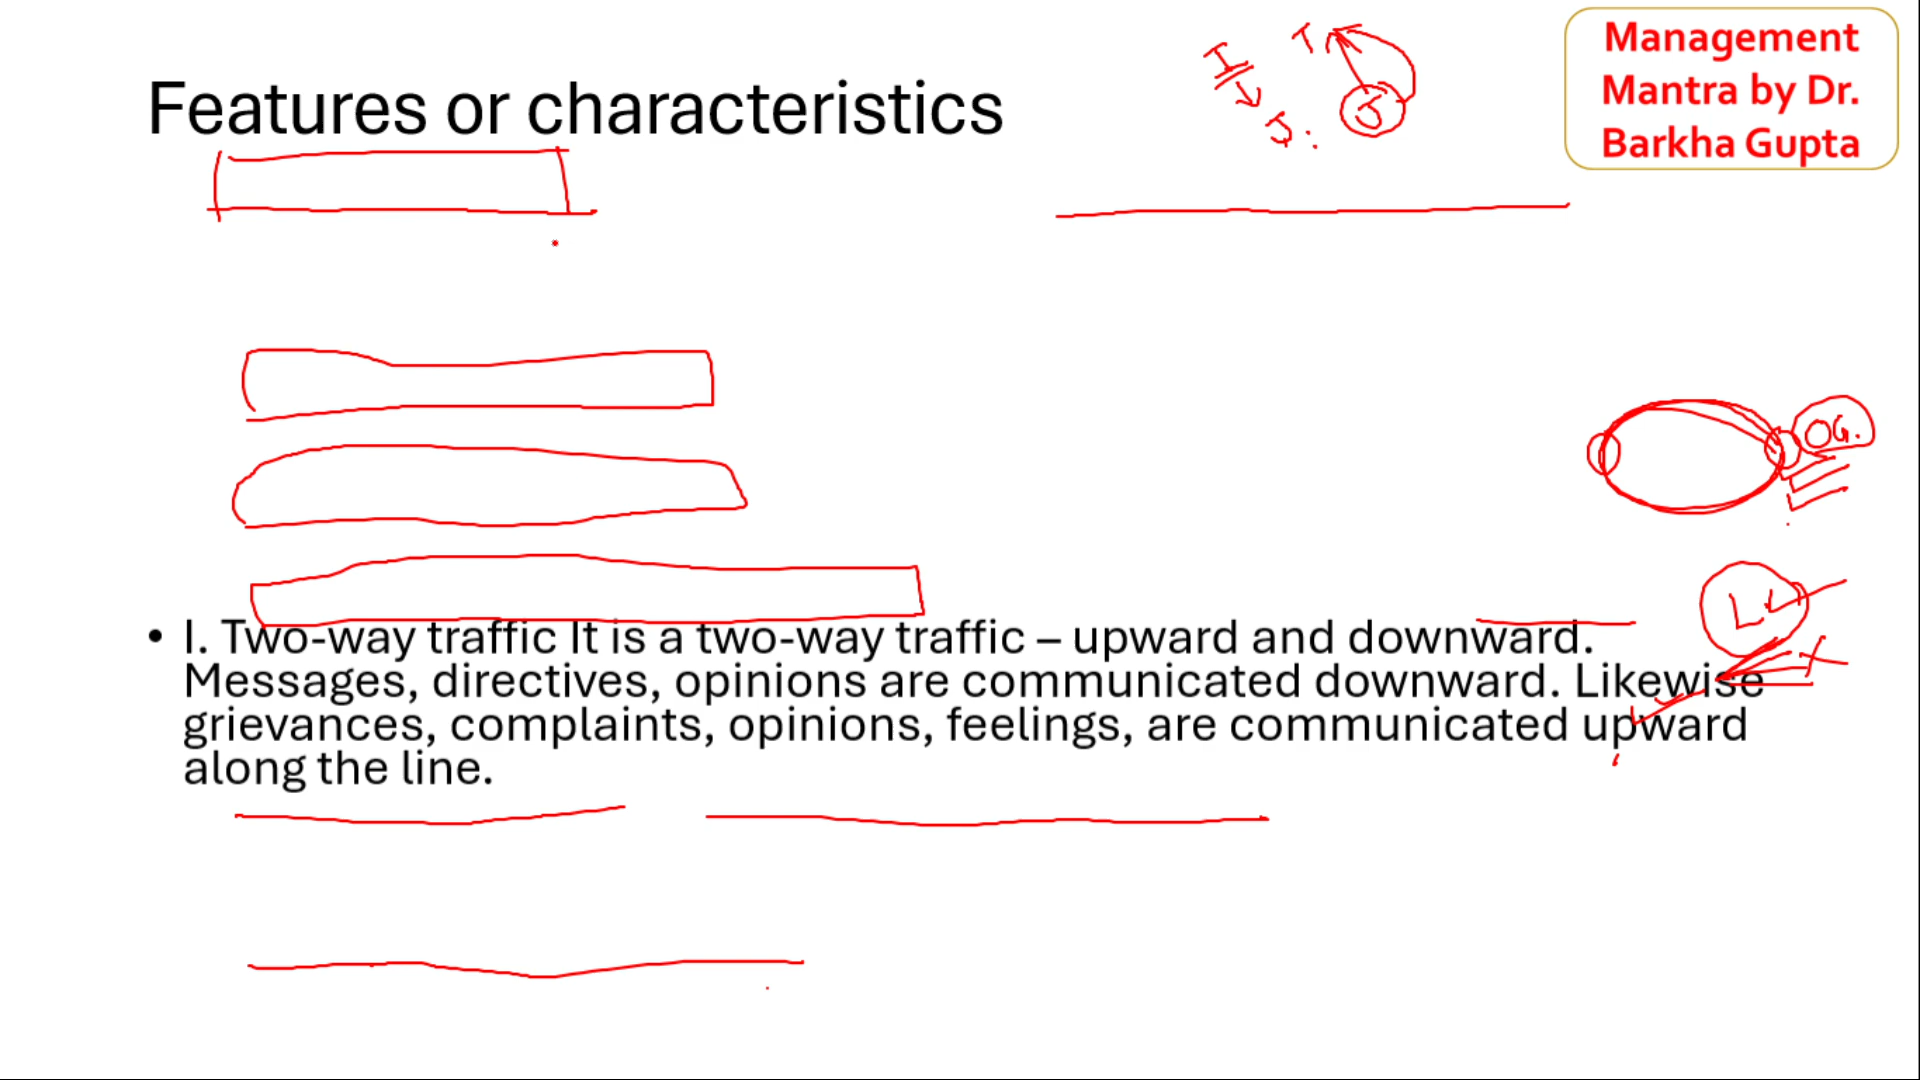 Features or characteristics
Management
Mantra by Dr.
Barkha Gupta
I
T
J
J:
OG.
L
• I. Two-way traffic It is a two-way traffic – upward and downward.
Messages, directives, opinions are communicated downward. Likewise
grievances, complaints, opinions, feelings, are communicated upward
along the line.